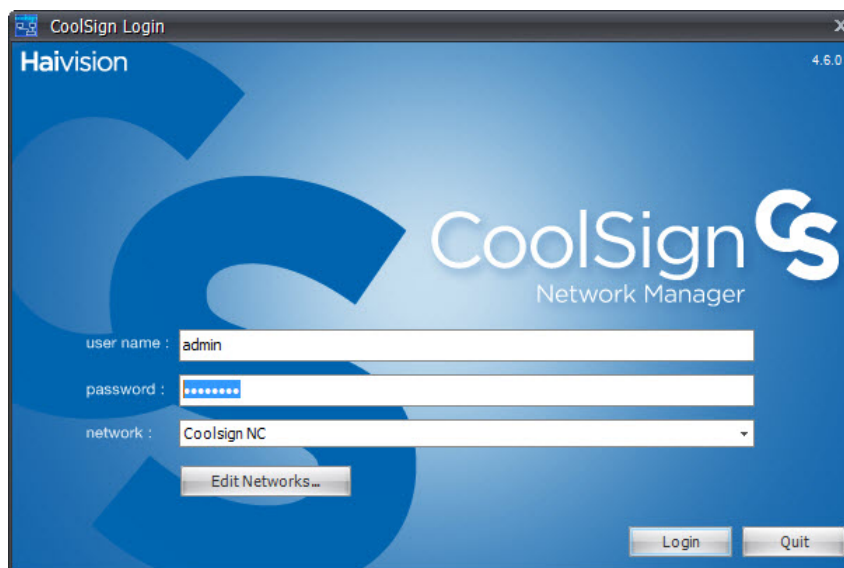 CoolSign Login
Haivision
4.6.0
CoolSign CS
Network Manager
user name :
admin
password :
••••••••
network :
Coolsign NC
Edit Networks...
Login
Quit